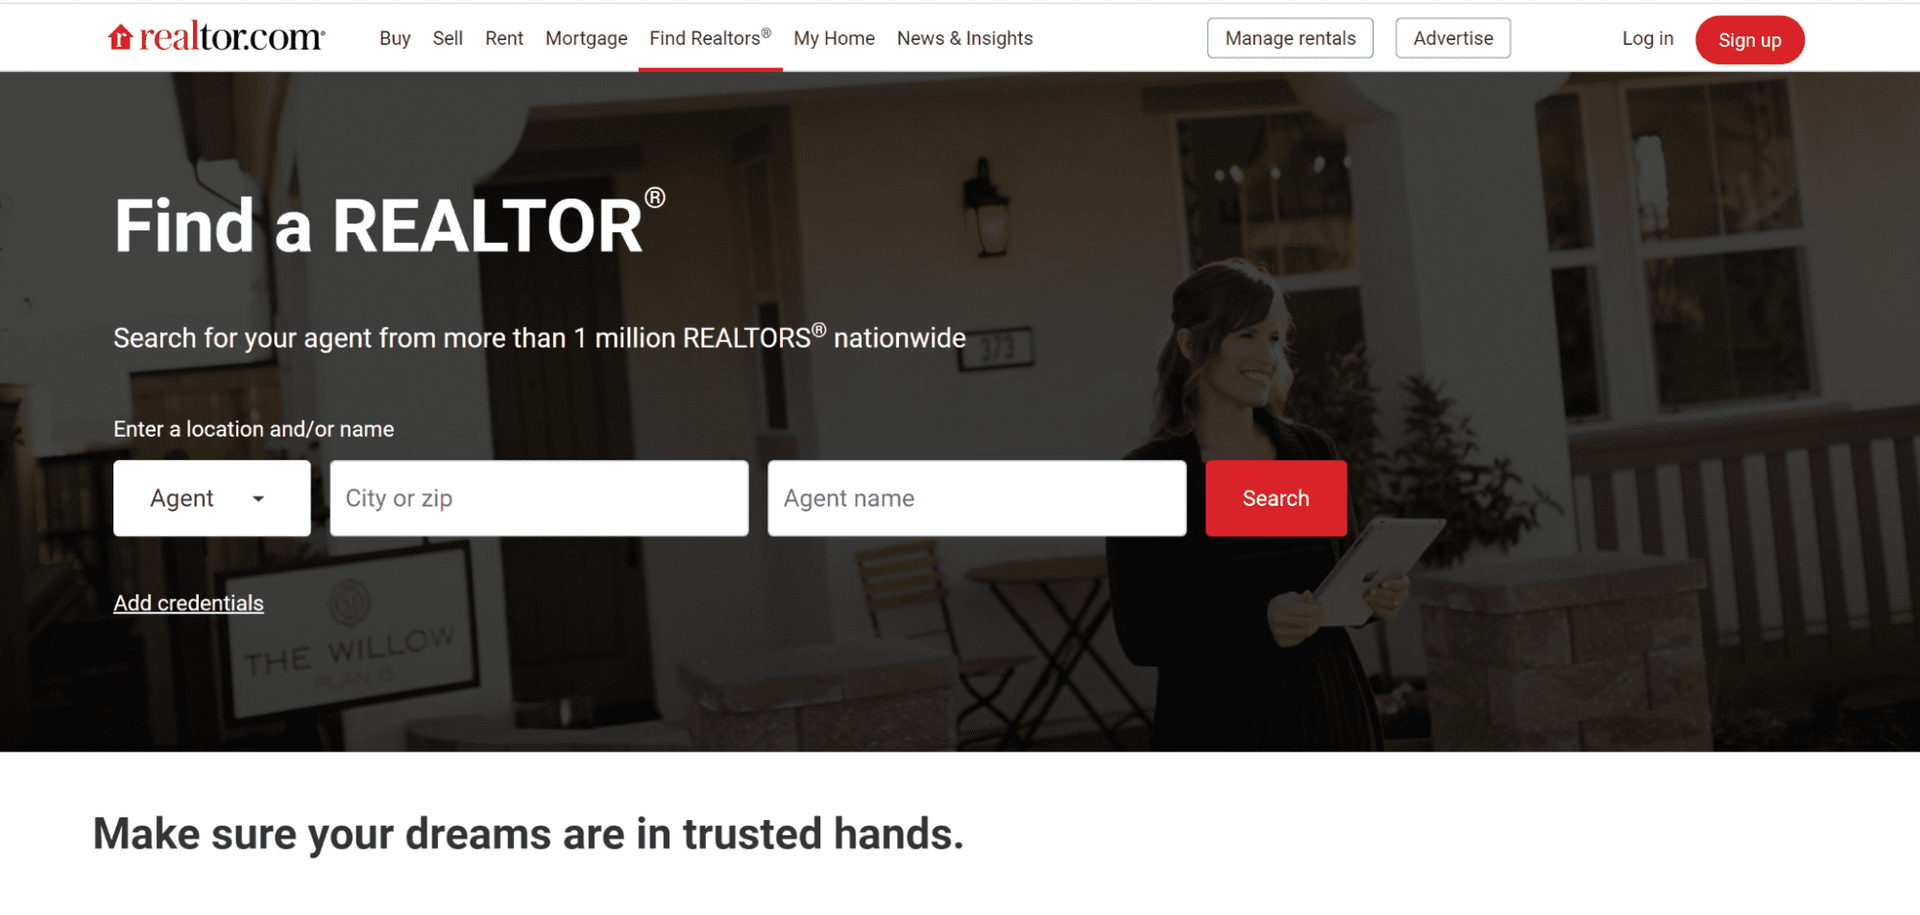 realtor.com® Buy Sell Rent Mortgage Find Realtors® My Home News & Insights Manage rentals Advertise Log in Sign up
Find a REALTOR®
Search for your agent from more than 1 million REALTORS® nationwide
373
Enter a location and/or name
Agent City or zip Agent name Search
Add credentials
THE WILLOW
PLAN 6
Make sure your dreams are in trusted hands.